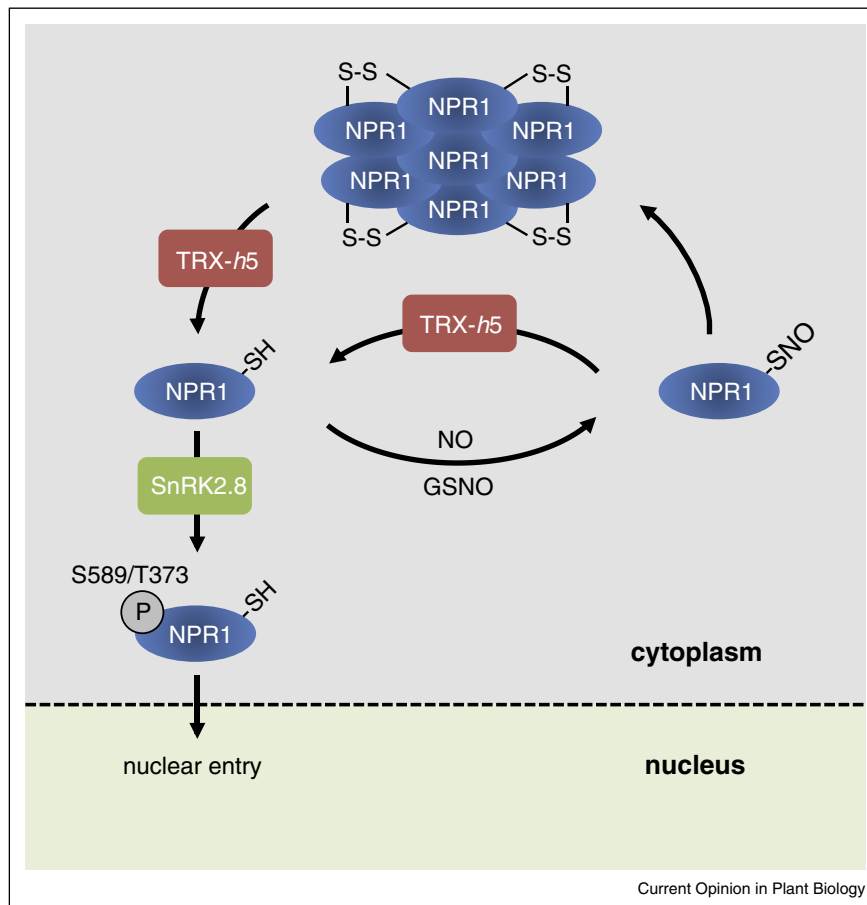 S-S
S-S
NPR1
NPR1
NPR1
NPR1
NPR1
NPR1
NPR1
S-S
S-S
TRX-h5
TRX-h5
NPR1
-SH
NPR1
-SNO
NO
GSNO
SnRK2.8
S589/T373
P
NPR1
-SH
cytoplasm
nuclear entry
nucleus
Current Opinion in Plant Biology